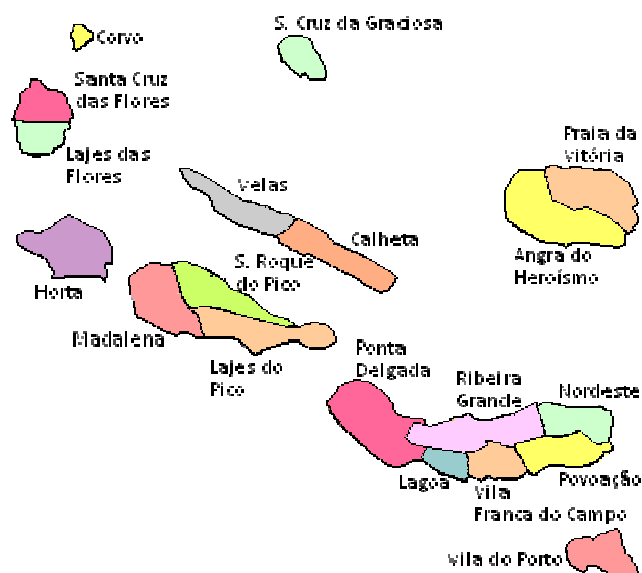 S. Cruz da Graciosa
Corvo
Santa Cruz
das Flores
Lajes das
Flores
Praia da
Vitória
Velas
Calheta
Angra do
Heroísmo
S. Roque
do Pico
Horta
Madalena
Lajes do
Pico
Ponta
Delgada
Ribeira
Grande
Nordeste
Lagoa
Vila
Franca do Campo
Povoação
Vila do Porto